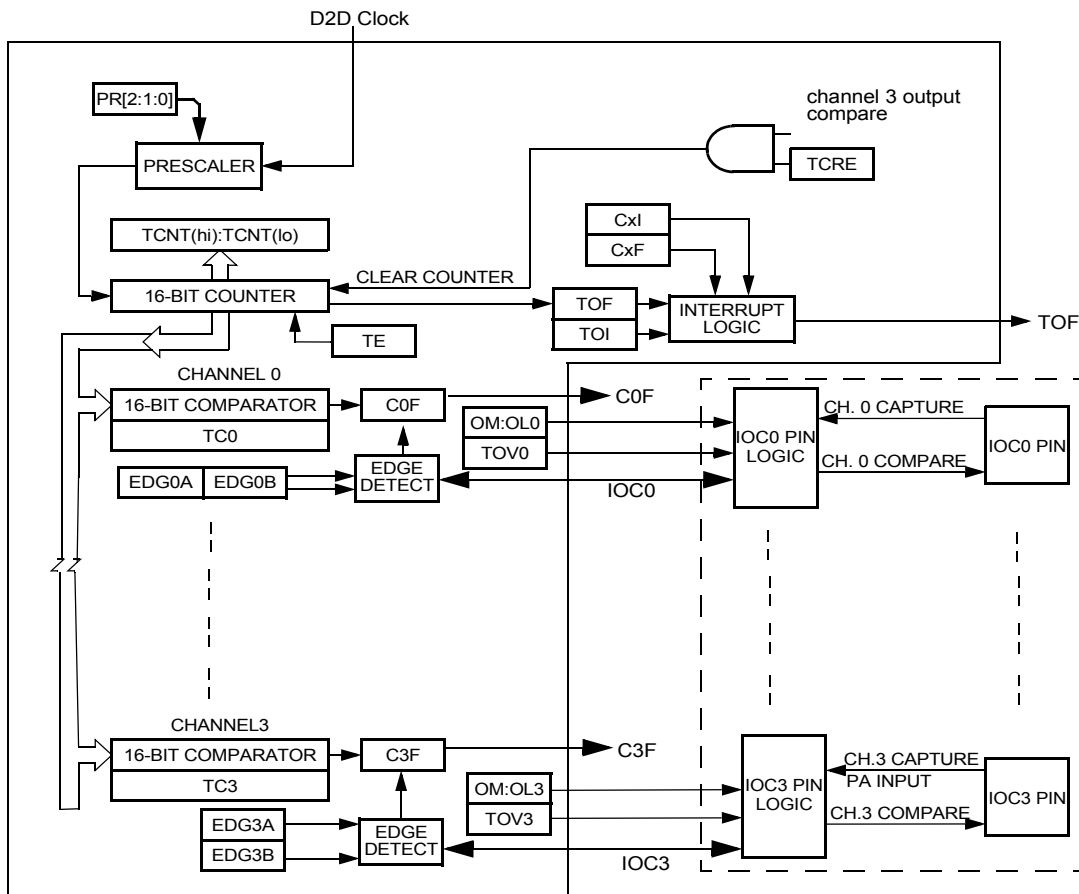 D2D Clock
PR[2:1:0]
channel 3 output
compare
PRESCALER
TCRE
CxI
CxF
TCNT(hi):TCNT(lo)
CLEAR COUNTER
16-BIT COUNTER
TOF
TOI
INTERRUPT
LOGIC
TOF
TE
CHANNEL 0
16-BIT COMPARATOR
TC0
C0F
C0F
OM:OL0
TOV0
IOC0 PIN
LOGIC
CH. 0 CAPTURE
CH. 0 COMPARE
IOC0 PIN
EDG0A
EDG0B
EDGE
DETECT
IOC0
CHANNEL3
16-BIT COMPARATOR
TC3
C3F
C3F
OM:OL3
TOV3
IOC3 PIN
LOGIC
CH.3 CAPTURE
PA INPUT
CH.3 COMPARE
IOC3 PIN
EDG3A
EDG3B
EDGE
DETECT
IOC3